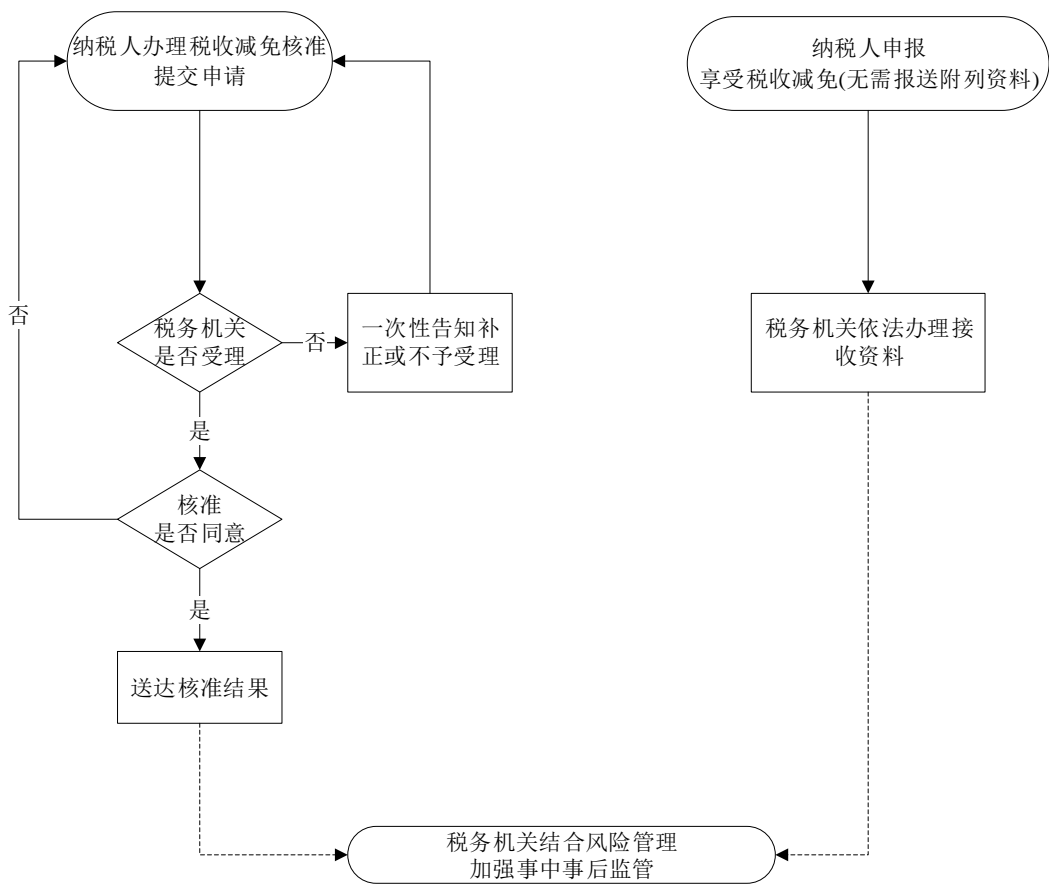 纳税人办理税收减免核准
提交申请
纳税人申报
享受税收减免(无需报送附列资料)
否
税务机关
是否受理
否
一次性告知补
正或不予受理
税务机关依法办理接
收资料
是
核准
是否同意
是
送达核准结果
税务机关结合风险管理
加强事中事后监管